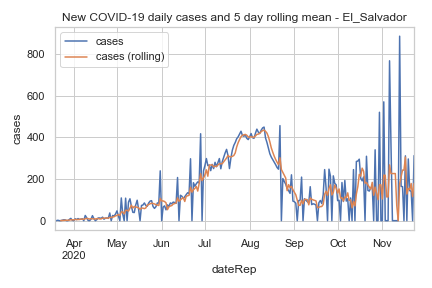 New COVID-19 daily cases and 5 day rolling mean - El_Salvador
cases
cases (rolling)
800
600
400
200
0
cases
Apr
2020
May
Jun
Jul
Aug
Sep
Oct
Nov
dateRep